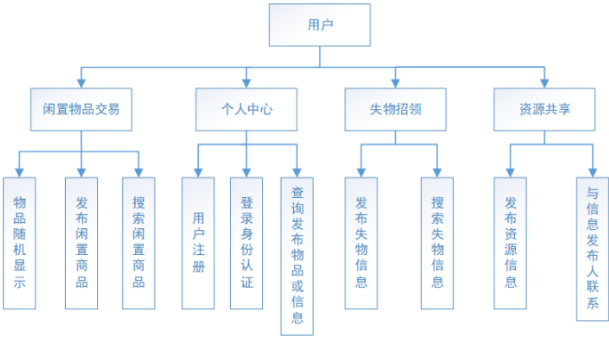 用户
闲置物品交易
个人中心
失物招领
资源共享
物品随机显示
发布闲置商品
搜索闲置商品
用户注册
登录身份认证
查询发布物品或信息
发布失物信息
搜索失物信息
发布资源信息
与信息发布人联系